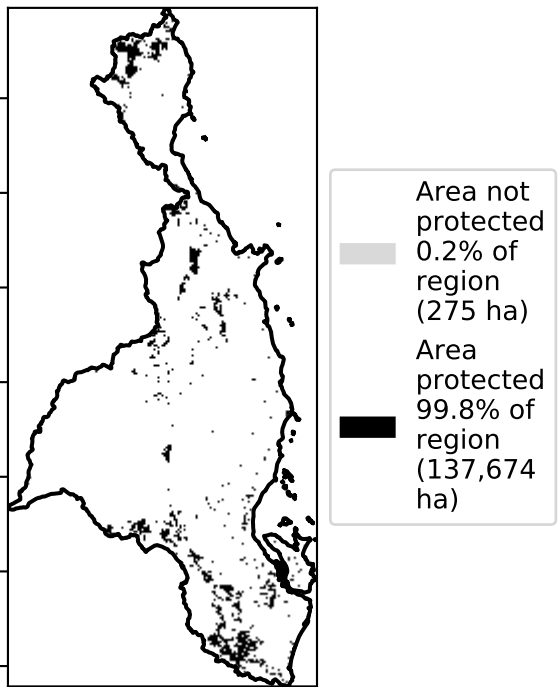 Area not
protected
0.2% of
region
(275 ha)
Area
protected
99.8% of
region
(137,674
ha)